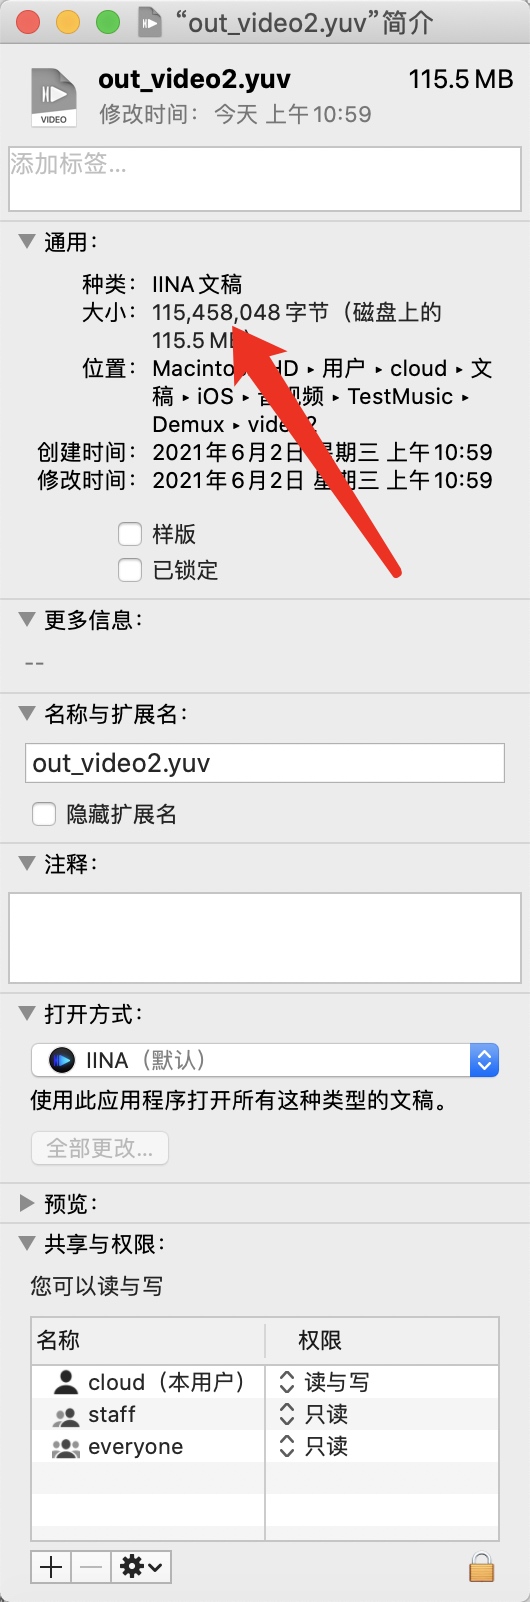 “out_video2.yuv”简介
out_video2.yuv 115.5 MB
修改时间：今天 上午10:59
VIDEO
添加标签...
通用：
种类：IINA 文稿
大小：115,458,048 字节（磁盘上的
115.5 MB
位置：Macintosh HD ▸ 用户 ▸ cloud ▸ 文
稿 ▸ iOS ▸ 音视频 ▸ TestMusic ▸
Demux ▸ video2
创建时间：2021年6月2日 星期三 上午10:59
修改时间：2021年6月2日 星期三 上午10:59
样版
已锁定
更多信息：
--
名称与扩展名：
out_video2.yuv
隐藏扩展名
注释：
打开方式：
IINA（默认）
使用此应用程序打开所有这种类型的文稿。
全部更改...
预览：
共享与权限：
您可以读与写
名称 权限
cloud（本用户） 读与写
staff 只读
everyone 只读